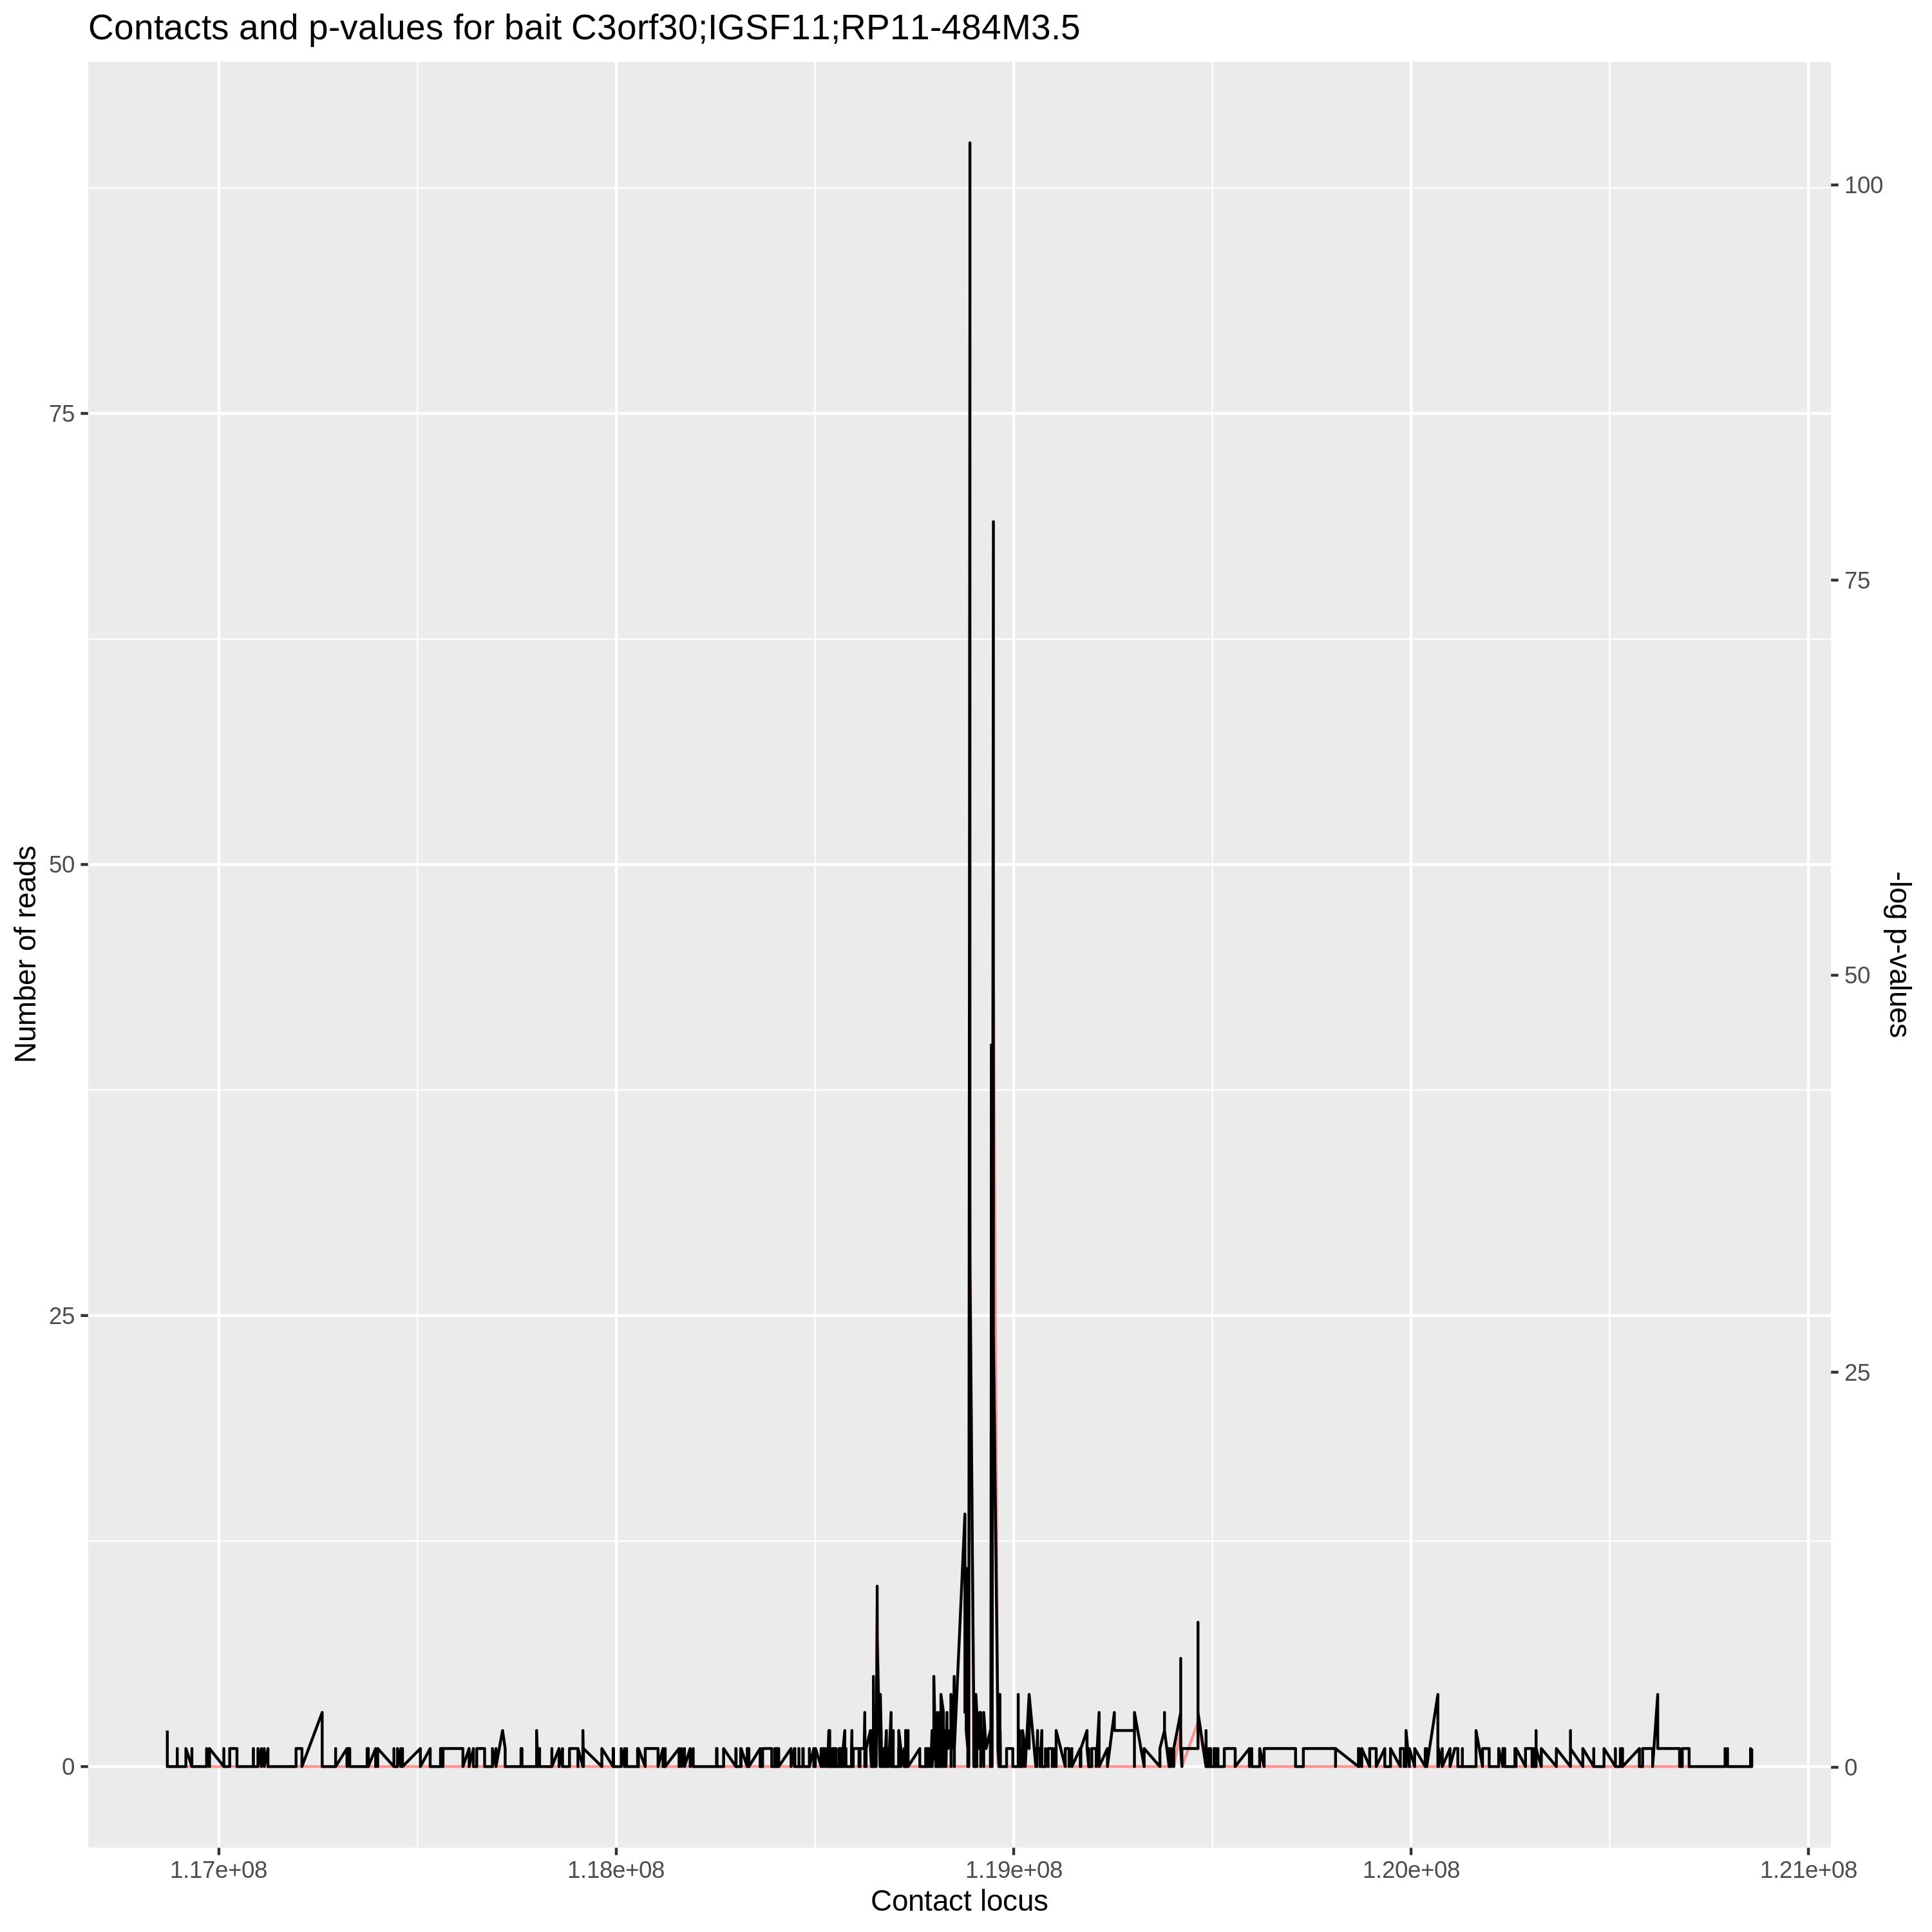 Contacts and p-values for bait C3orf30;IGSF11;RP11-484M3.5
Number of reads
75
50
25
0
100
75
50
25
0
-log p-values
1.17e+08
1.18e+08
1.19e+08
1.20e+08
1.21e+08
Contact locus